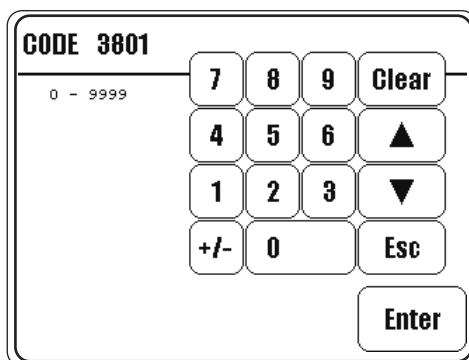 CODE 3801
0 - 9999
7 8 9 Clear
4 5 6 ▲
1 2 3 ▼
+/- 0 Esc
Enter